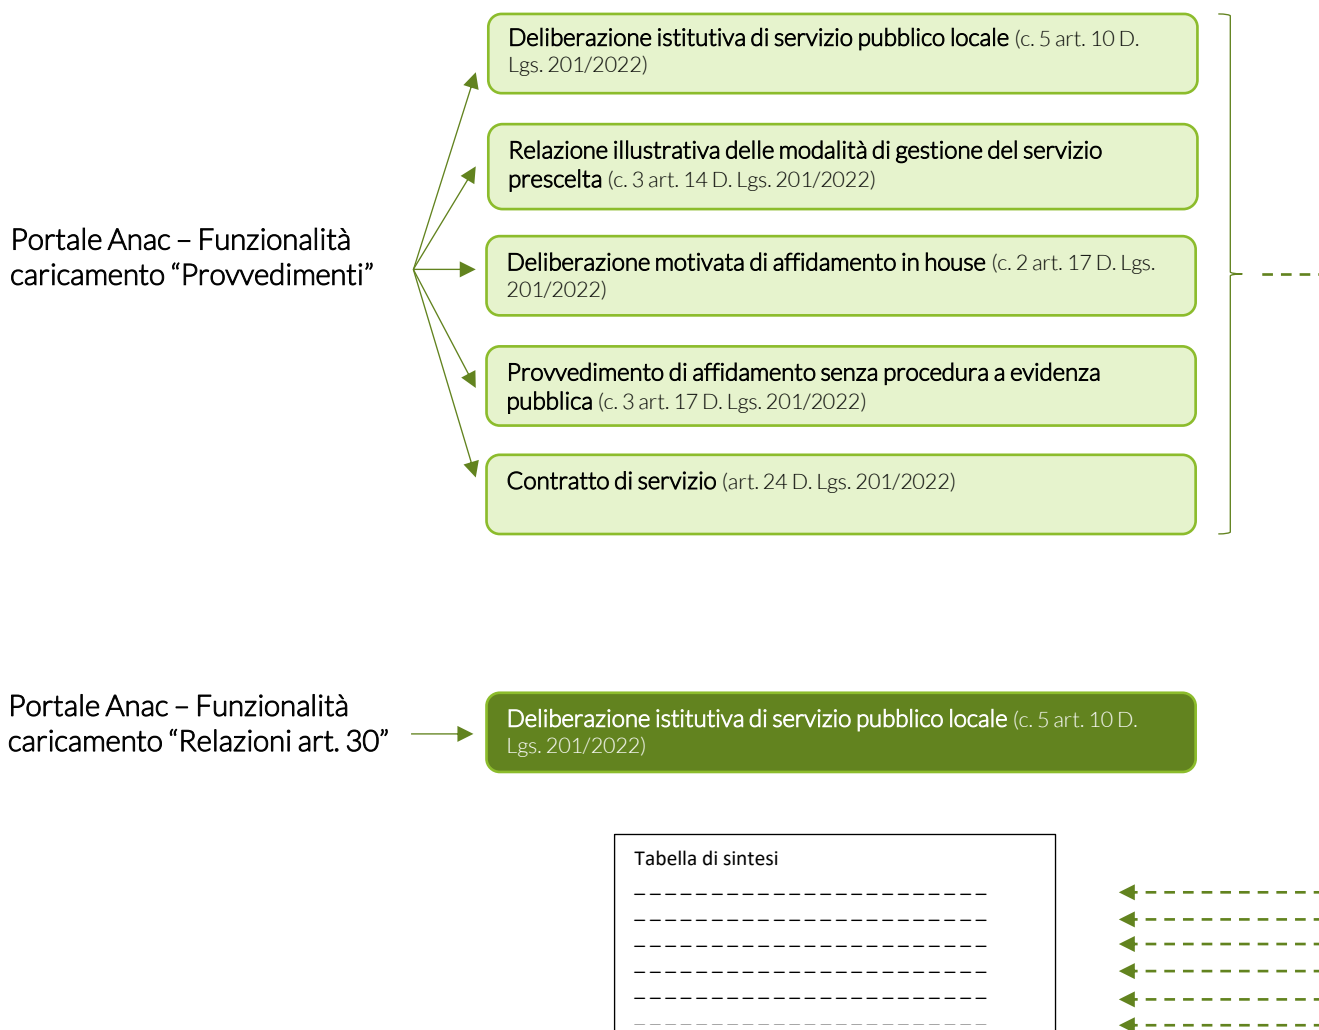 Deliberazione istitutiva di servizio pubblico locale (c. 5 art. 10 D.
Lgs. 201/2022)
Relazione illustrativa delle modalità di gestione del servizio
prescelta (c. 3 art. 14 D. Lgs. 201/2022)
Portale Anac – Funzionalità
caricamento “Provvedimenti”
Deliberazione motivata di affidamento in house (c. 2 art. 17 D. Lgs.
201/2022)
Provvedimento di affidamento senza procedura a evidenza
pubblica (c. 3 art. 17 D. Lgs. 201/2022)
Contratto di servizio (art. 24 D. Lgs. 201/2022)
Portale Anac – Funzionalità
caricamento “Relazioni art. 30”
Deliberazione istitutiva di servizio pubblico locale (c. 5 art. 10 D.
Lgs. 201/2022)
Tabella di sintesi